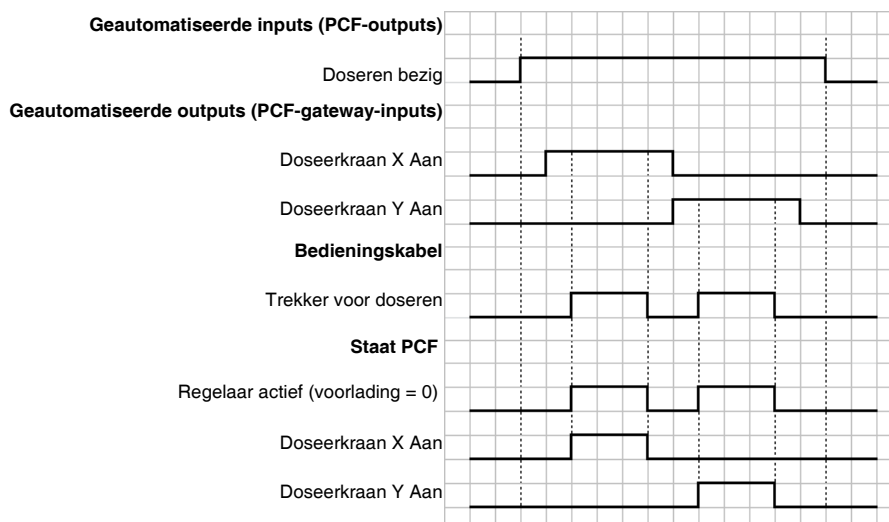 Geautomatiseerde inputs (PCF-outputs)
Doseren bezig
Geautomatiseerde outputs (PCF-gateway-inputs)
Doseerkraan X Aan
Doseerkraan Y Aan
Bedieningskabel
Trekker voor doseren
Staat PCF
Regelaar actief (voorlading = 0)
Doseerkraan X Aan
Doseerkraan Y Aan